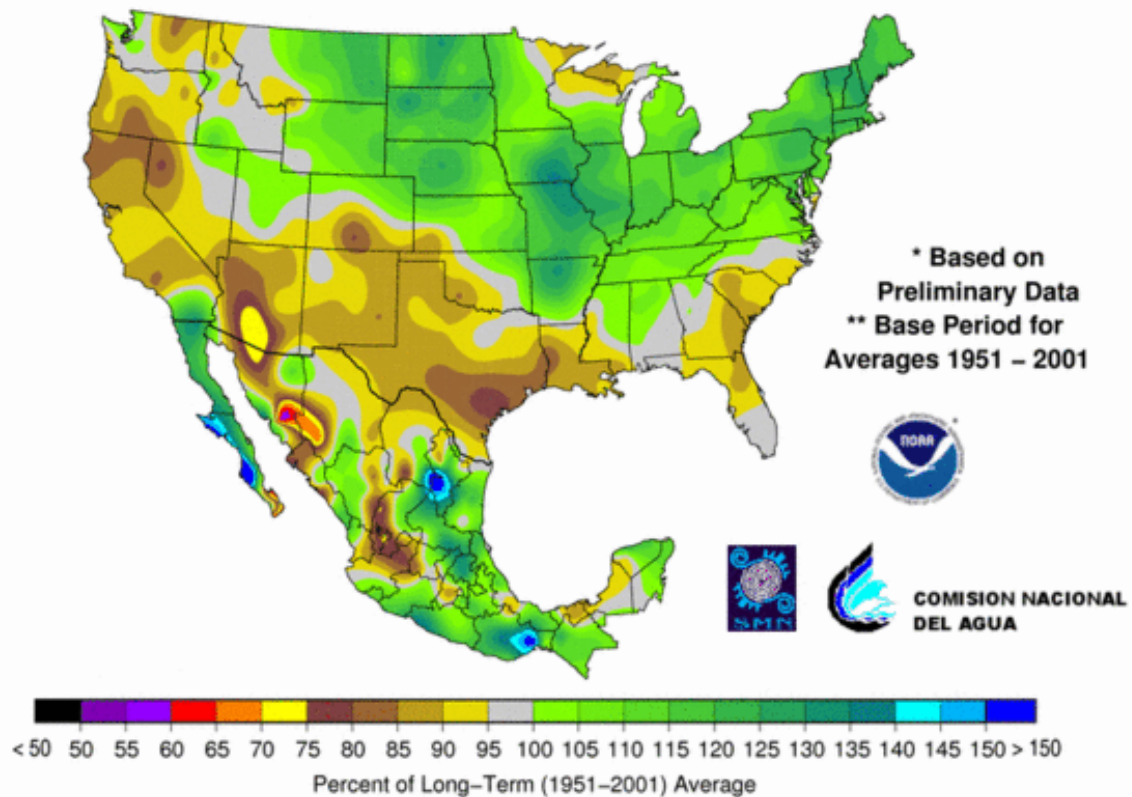 * Based on
Preliminary Data
** Base Period for
Averages 1951 – 2001
NOAA
SMN
COMISION NACIONAL
DEL AGUA
< 50 50 55 60 65 70 75 80 85 90 95 100 105 110 115 120 125 130 135 140 145 150 > 150
Percent of Long–Term (1951–2001) Average